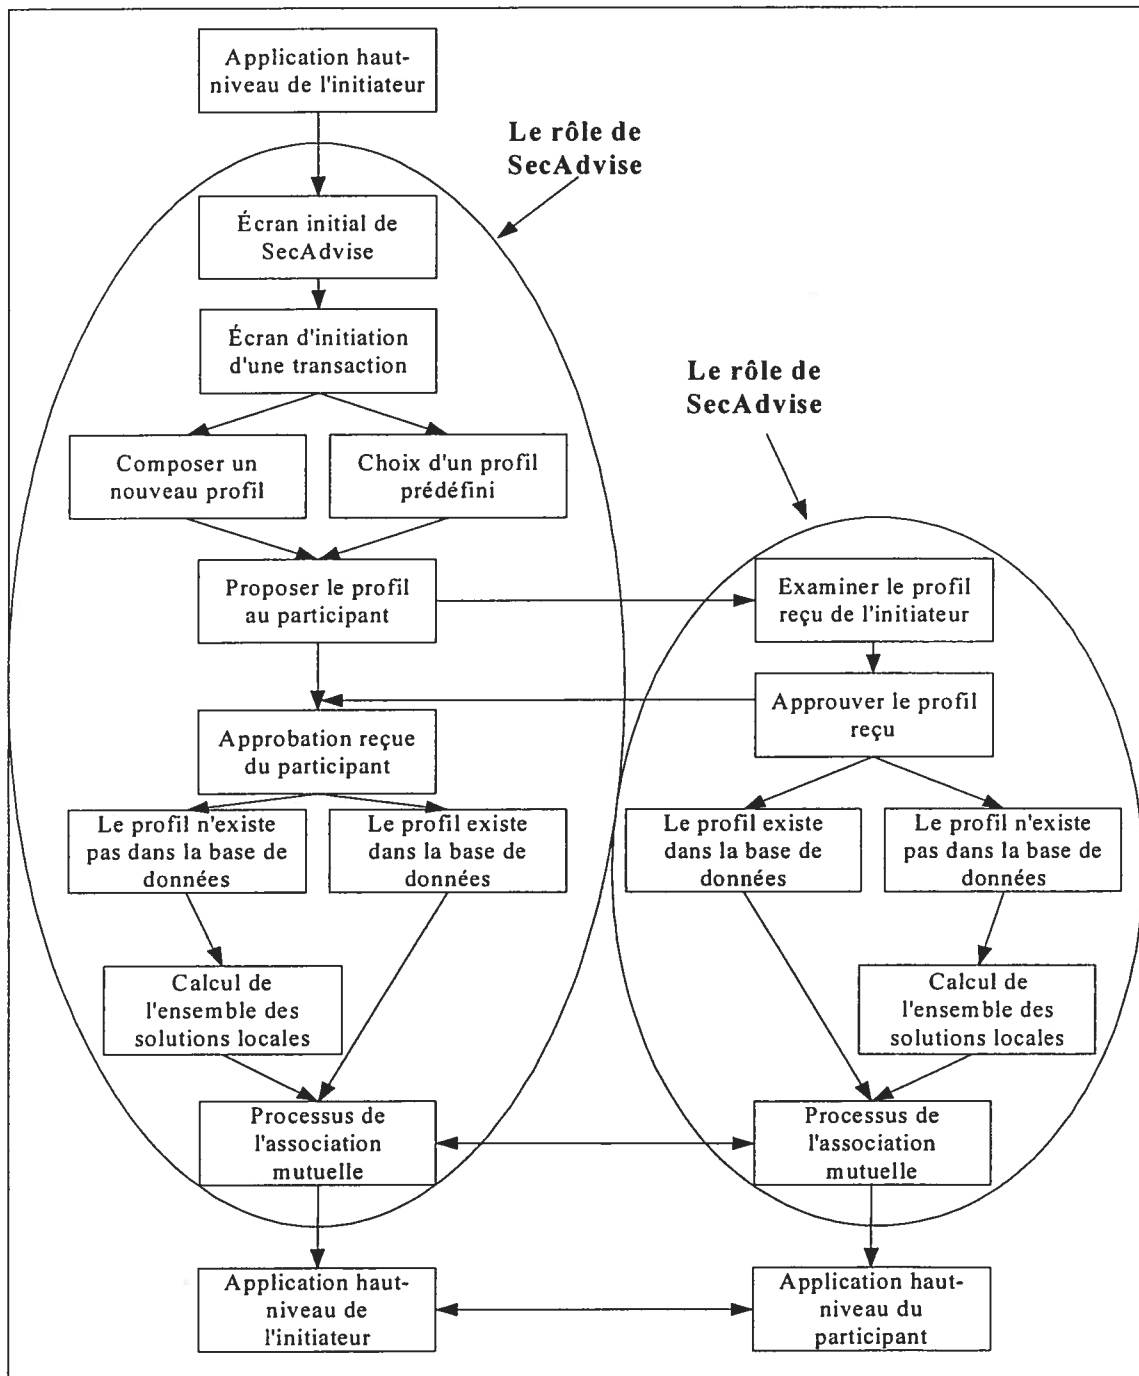 Application haut-
niveau de l'initiateur
Le rôle de
SecAdvise
Écran initial de
SecAdvise
Écran d'initiation
d'une transaction
Le rôle de
SecAdvise
Composer un
nouveau profil
Choix d'un profil
prédéfini
Proposer le profil
au participant
Examiner le profil
reçu de l'initiateur
Approuver le profil
reçu
Approbation reçue
du participant
Le profil n'existe
pas dans la base de
données
Le profil existe
dans la base de
données
Le profil existe
dans la base de
données
Le profil n'existe
pas dans la base de
données
Calcul de
l'ensemble des
solutions locales
Calcul de
l'ensemble des
solutions locales
Processus de
l'association
mutuelle
Processus de
l'association
mutuelle
Application haut-
niveau de
l'initiateur
Application haut-
niveau du
participant